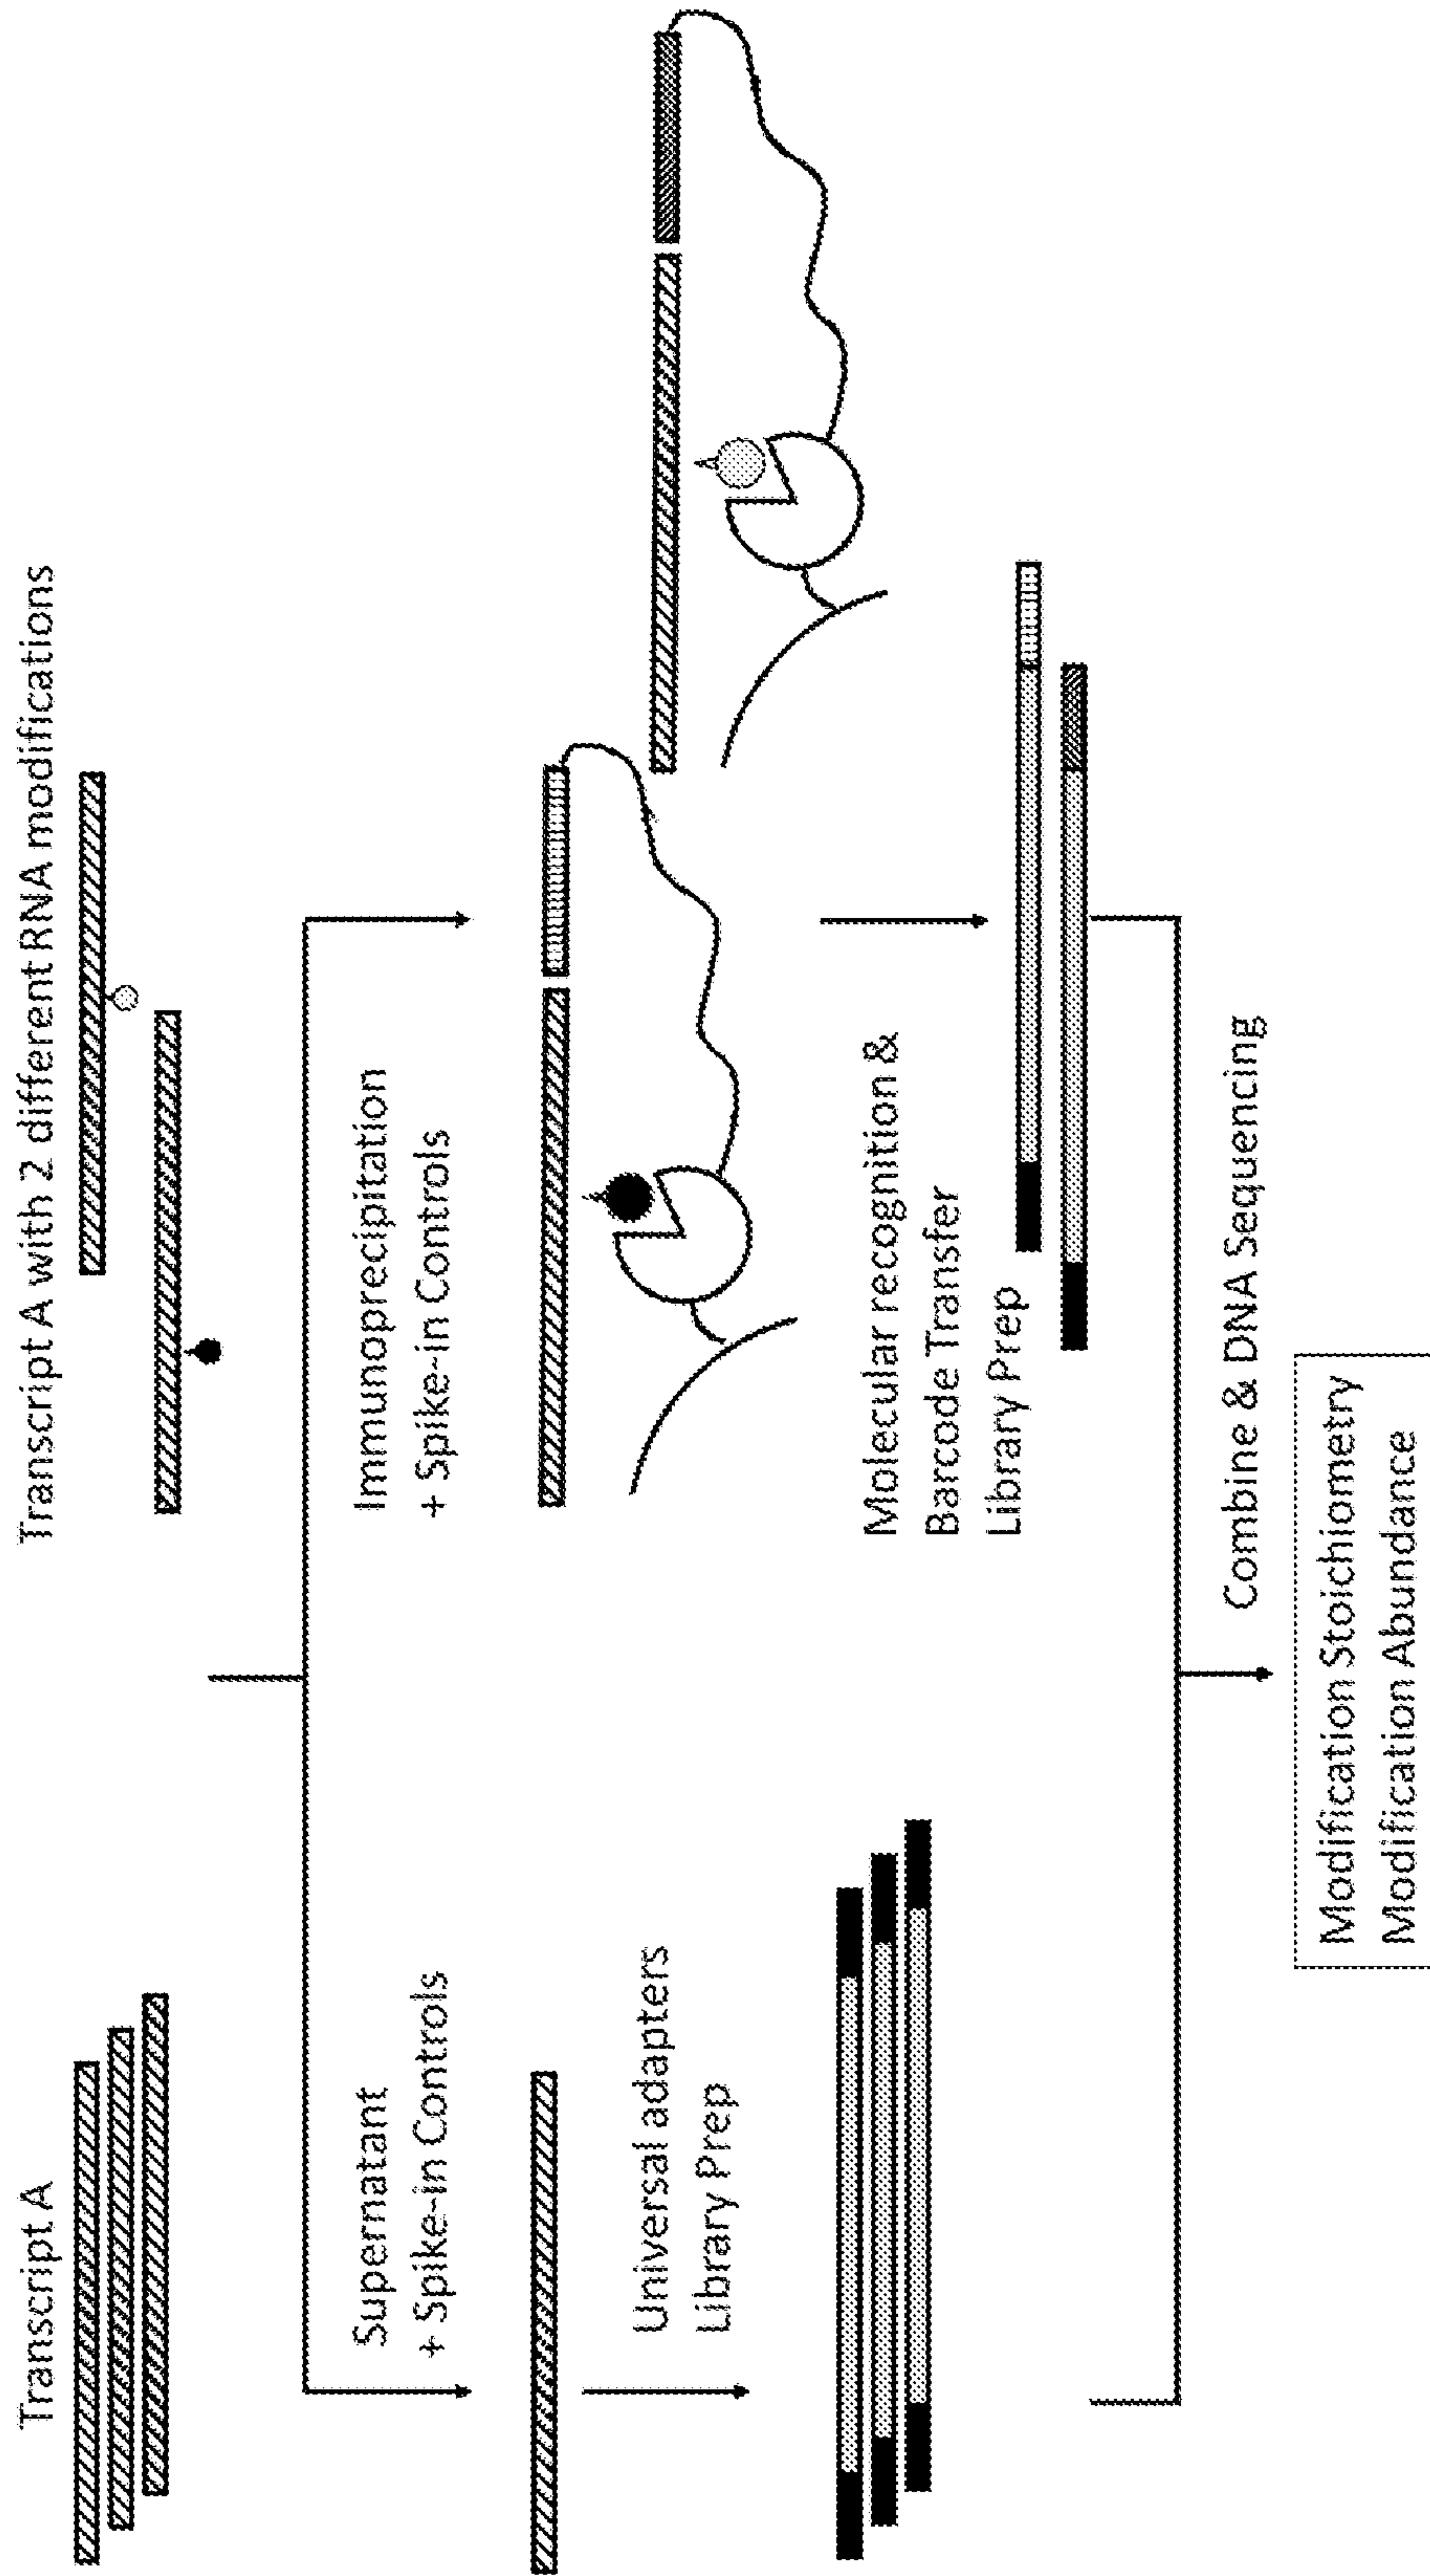 Transcript A
Transcript A with 2 different RNA modifications
Supernatant
+ Spike-in Controls
Immunoprecipitation
+ Spike-in Controls
Universal adapters
Library Prep
Molecular recognition &
Barcode Transfer
Library Prep
Combine & DNA Sequencing
Modification Stoichiometry
Modification Abundance